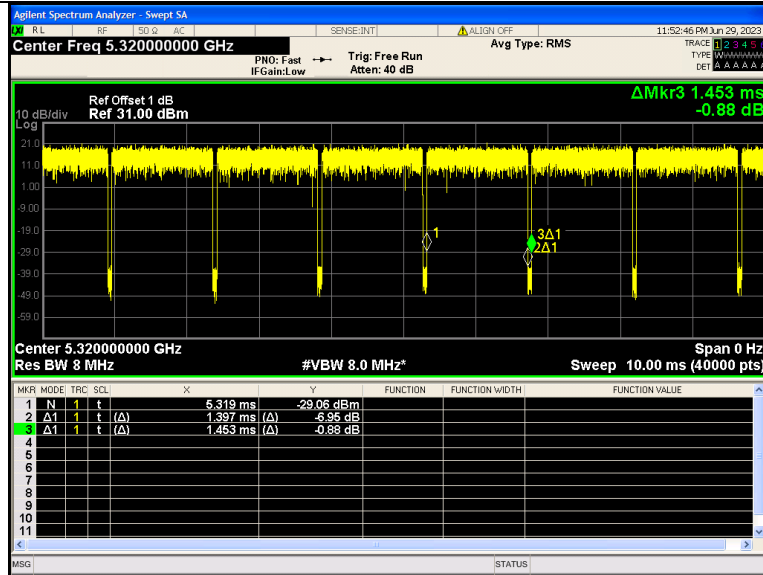 Agilent Spectrum Analyzer - Swept SA
RL RF 50 Ω AC SENSE:INT ALIGN OFF 11:52:46 PM Jun 29, 2023
Center Freq 5.320000000 GHz
Avg Type: RMS
TRACE 1 2 3 4 5
PNO: Fast Trig: Free Run
TYPE
IFGain:Low Atten: 40 dB
DET A A A A A
ΔMkr3 1.453 ms
-0.88 dB
Ref Offset 1 dB
10 dB/div Ref 31.00 dBm
Log
21.0
11.0
1.00
-9.00
-19.0
-29.0
-39.0
-49.0
-59.0
1
3Δ1
2Δ1
Center 5.320000000 GHz Span 0 Hz
Res BW 8 MHz #VBW 8.0 MHz* Sweep 10.00 ms (40000 pts)
MKR MODE TRC SCL X Y FUNCTION FUNCTION WIDTH FUNCTION VALUE
1 N 1 t 5.319 ms -29.06 dBm
2 Δ1 1 t (Δ) 1.397 ms (Δ) -6.95 dB
3 Δ1 1 t (Δ) 1.453 ms (Δ) -0.88 dB
4
5
6
7
8
9
10
11
MSG STATUS